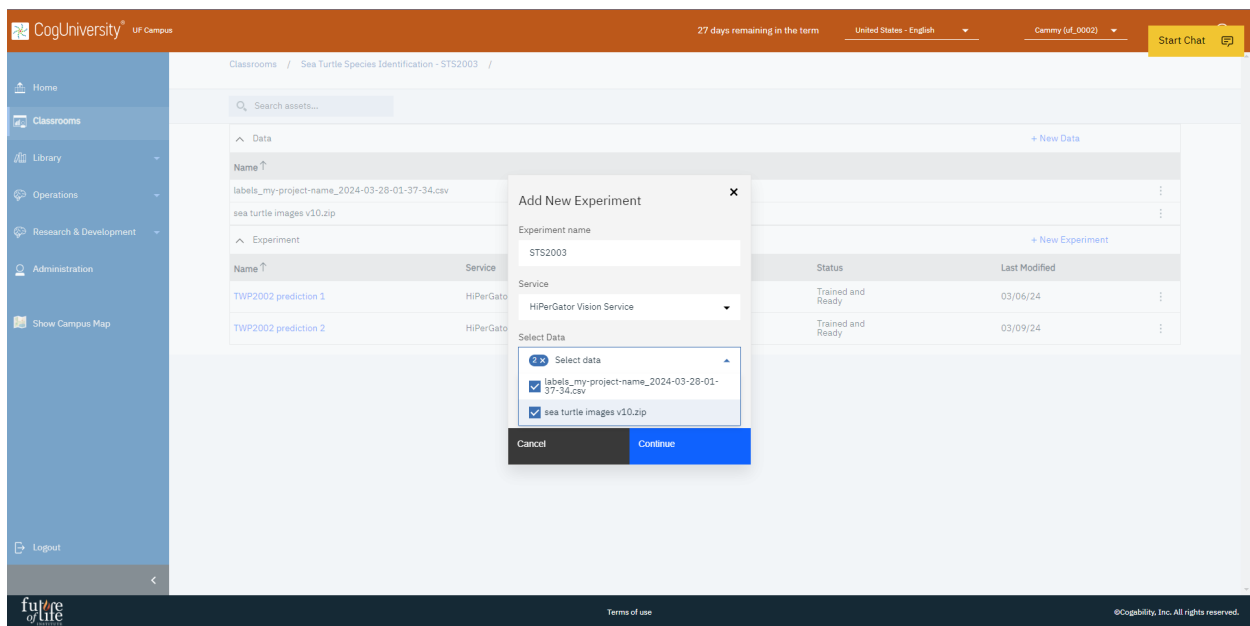 CogUniversity® UF Campus
27 days remaining in the term
United States - English
Cammy (uf_0002)
Start Chat
Classrooms / Sea Turtle Species Identification - STS2003 /
Home
Classrooms
Library
Operations
Research & Development
Administration
Show Campus Map
Logout
Search assets...
Data
+ New Data
Name
labels_my-project-name_2024-03-28-01-37-34.csv
sea turtle images v10.zip
Experiment
+ New Experiment
Name Service Status Last Modified
TWP2002 prediction 1 HiPerGato Trained and
Ready 03/06/24
TWP2002 prediction 2 HiPerGato Trained and
Ready 03/09/24
Add New Experiment
Experiment name
STS2003
Service
HiPerGator Vision Service
Select Data
2 × Select data
labels_my-project-name_2024-03-28-01-
37-34.csv
sea turtle images v10.zip
Cancel
Continue
future
of life
INSTITUTE
Terms of use
©Cogability, Inc. All rights reserved.